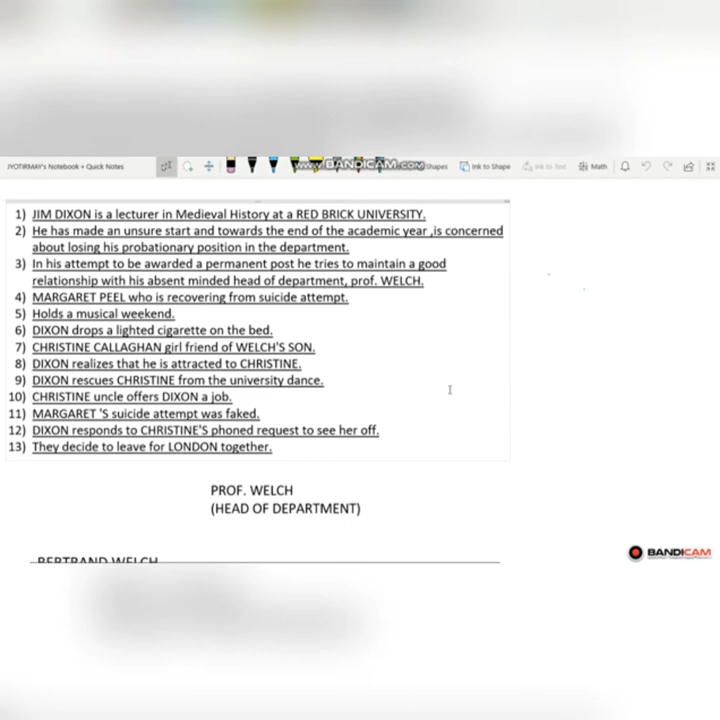 JYOTIRMAY's Notebook » Quick Notes
www.BANDICAM.com
Shapes
Ink to Shape
Ink to Text
Math
1) JIM DIXON is a lecturer in Medieval History at a RED BRICK UNIVERSITY.
2) He has made an unsure start and towards the end of the academic year ,is concerned
about losing his probationary position in the department.
3) In his attempt to be awarded a permanent post he tries to maintain a good
relationship with his absent minded head of department, prof. WELCH.
4) MARGARET PEEL who is recovering from suicide attempt.
5) Holds a musical weekend.
6) DIXON drops a lighted cigarette on the bed.
7) CHRISTINE CALLAGHAN girl friend of WELCH'S SON.
8) DIXON realizes that he is attracted to CHRISTINE.
9) DIXON rescues CHRISTINE from the university dance.
10) CHRISTINE uncle offers DIXON a job.
11) MARGARET 'S suicide attempt was faked.
12) DIXON responds to CHRISTINE'S phoned request to see her off.
13) They decide to leave for LONDON together.
PROF. WELCH
(HEAD OF DEPARTMENT)
BERTRAND WELCH
BANDICAM